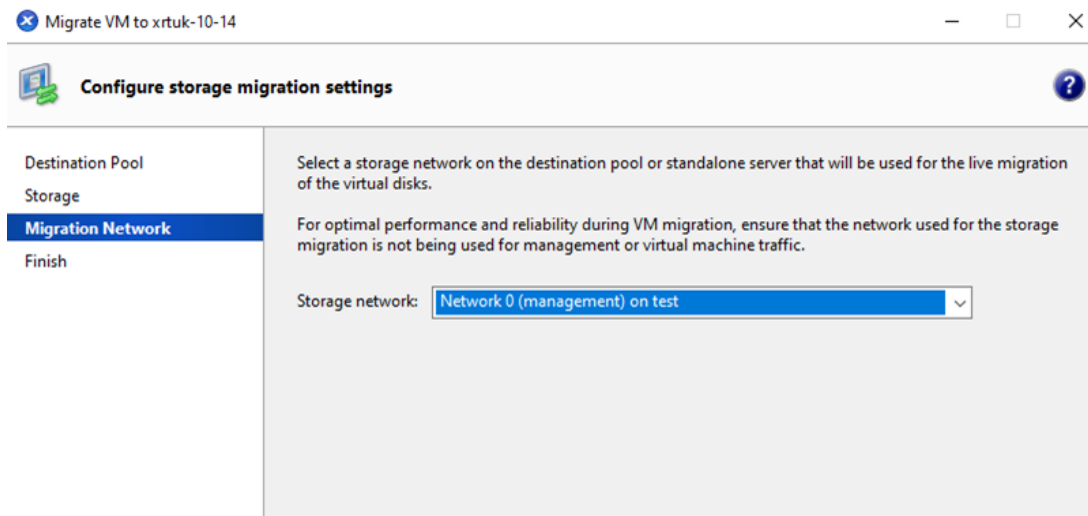 Migrate VM to xrtuk-10-14
Configure storage migration settings
Destination Pool
Storage
Migration Network
Finish
Select a storage network on the destination pool or standalone server that will be used for the live migration
of the virtual disks.
For optimal performance and reliability during VM migration, ensure that the network used for the storage
migration is not being used for management or virtual machine traffic.
Storage network: Network 0 (management) on test